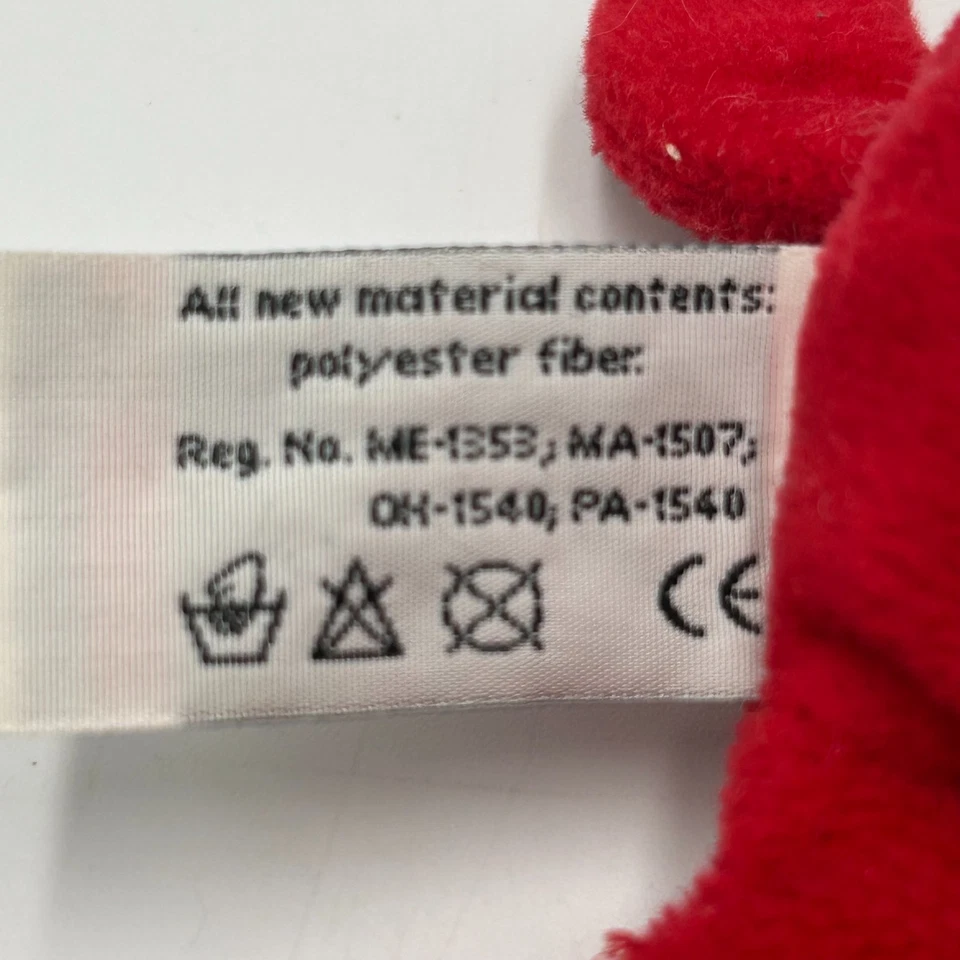 All new material contents:
polyester fiber.
Reg. No. ME-1353; MA-1507;
OH-1540; PA-1540
CE